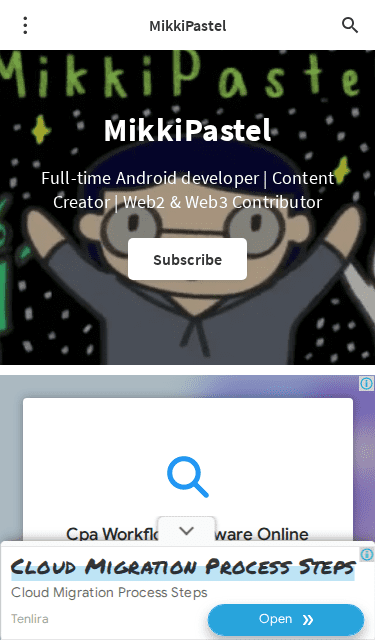 MikkiPastel
MikkiPaste
MikkiPastel
Full-time Android developer | Content
Creator | Web2 & Web3 Contributor
Subscribe
Cpa Workflo ware Online
Cloud Migration Process Steps
Cloud Migration Process Steps
Tenlira
Open